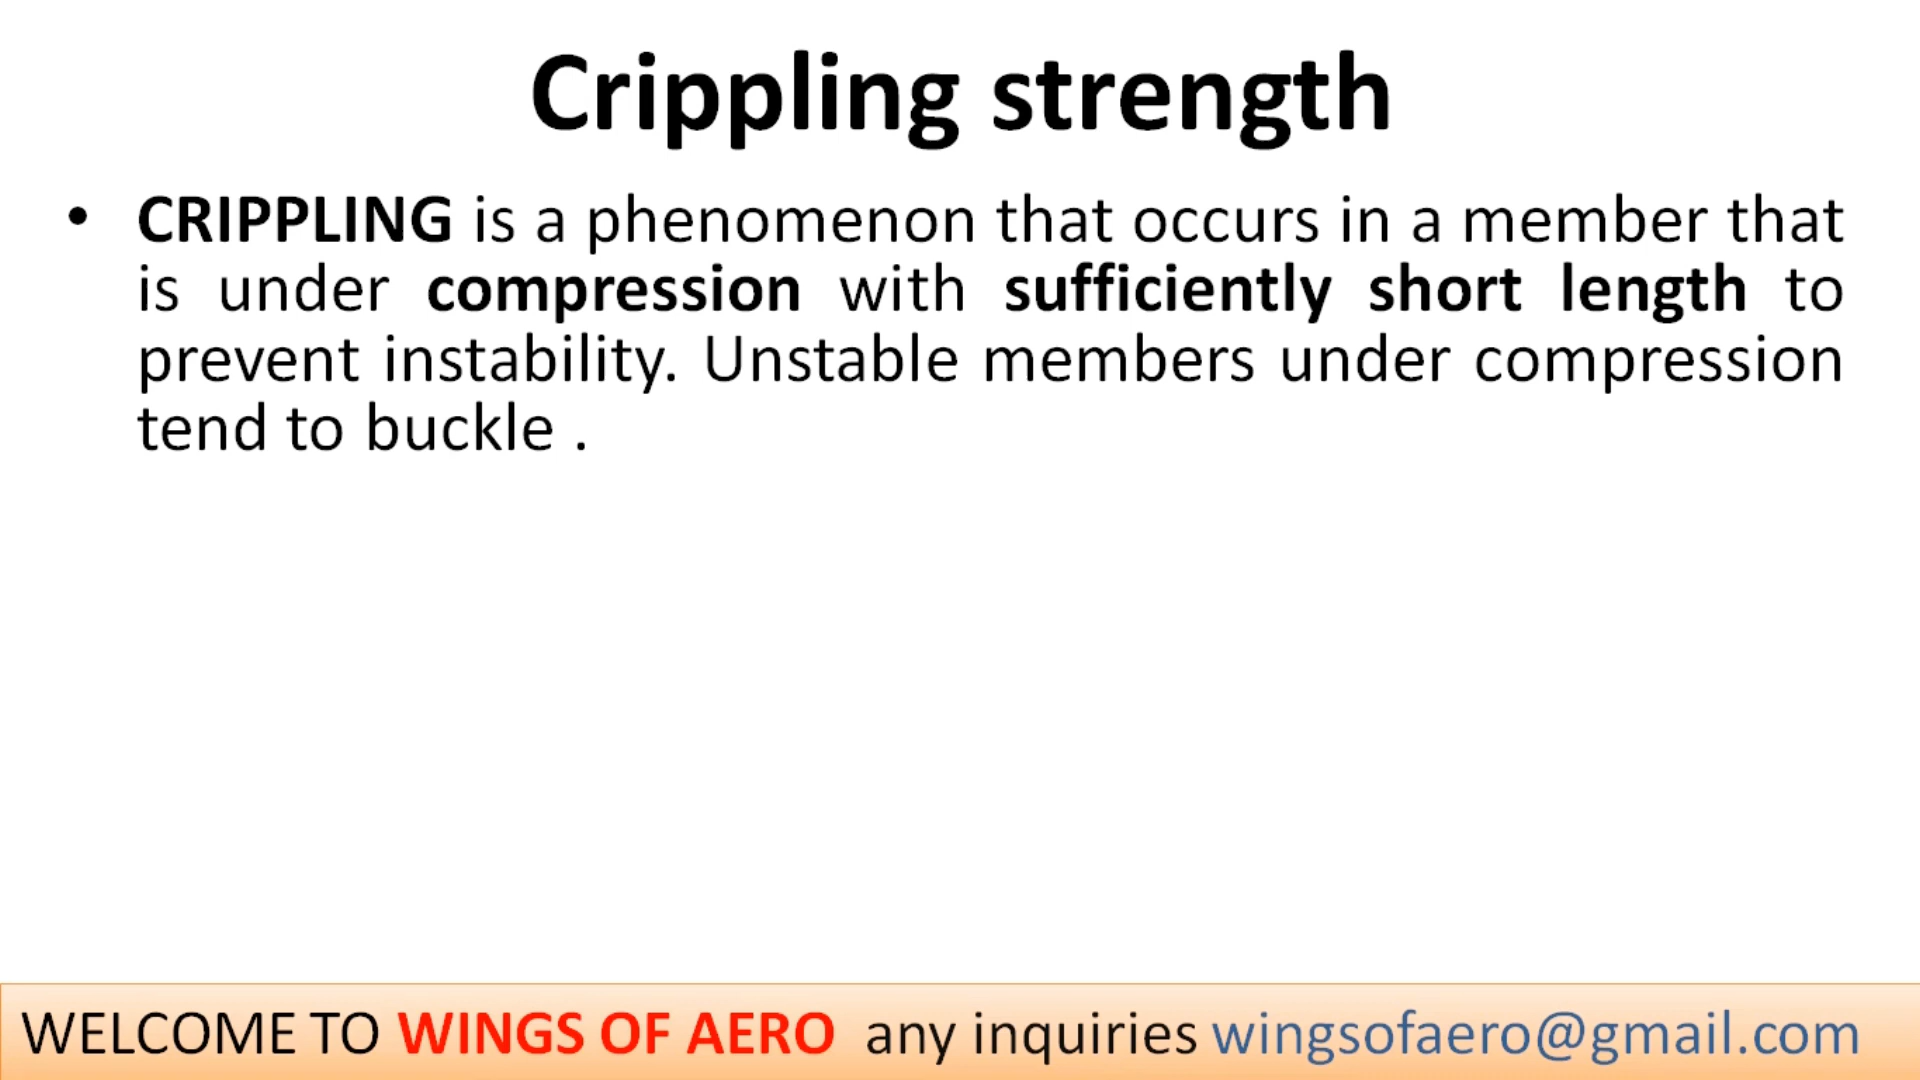 Crippling strength
• CRIPPLING is a phenomenon that occurs in a member that
is under compression with sufficiently short length to
prevent instability. Unstable members under compression
tend to buckle .
WELCOME TO WINGS OF AERO any inquiries wingsofaero@gmail.com